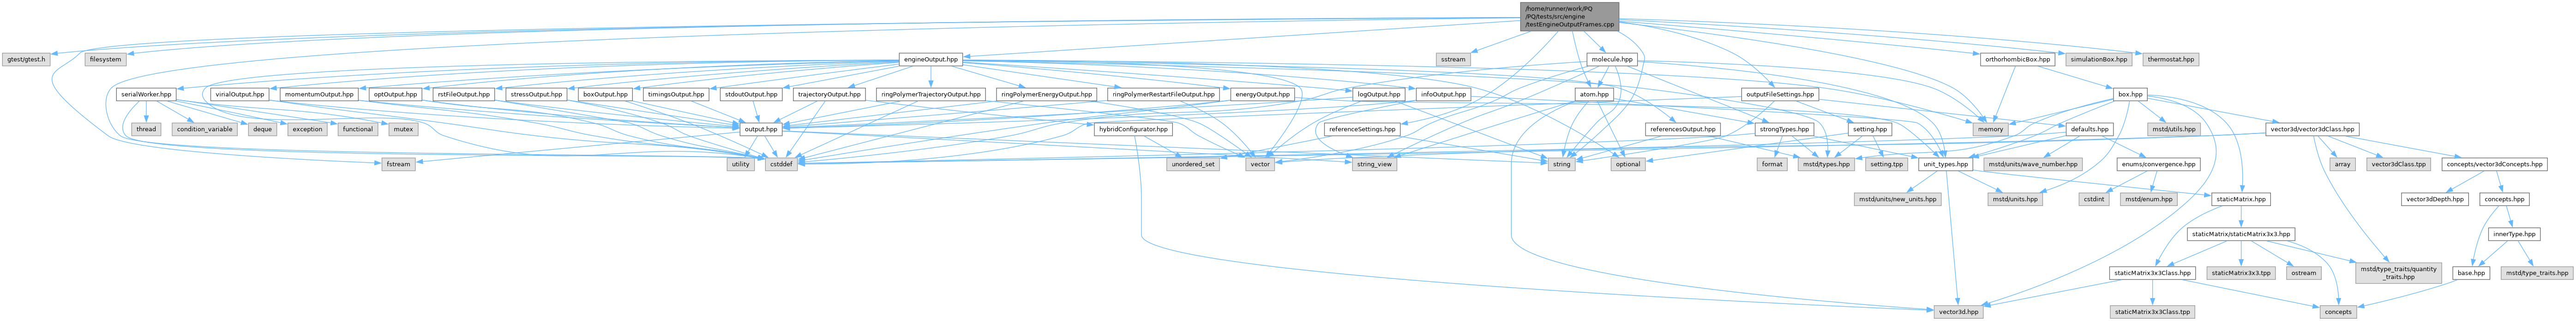 /home/runner/work/PQ
/PQ/tests/src/engine
/testEngineOutputFrames.cpp
gtest/gtest.h
filesystem
engineOutput.hpp
sstream
molecule.hpp
orthorhombicBox.hpp
simulationBox.hpp
thermostat.hpp
serialWorker.hpp
virialOutput.hpp
momentumOutput.hpp
optOutput.hpp
rstFileOutput.hpp
stressOutput.hpp
boxOutput.hpp
timingsOutput.hpp
stdoutOutput.hpp
trajectoryOutput.hpp
ringPolymerTrajectoryOutput.hpp
ringPolymerEnergyOutput.hpp
ringPolymerRestartFileOutput.hpp
energyOutput.hpp
logOutput.hpp
infoOutput.hpp
atom.hpp
outputFileSettings.hpp
box.hpp
thread
condition_variable
deque
exception
functional
mutex
output.hpp
hybridConfigurator.hpp
referenceSettings.hpp
referencesOutput.hpp
strongTypes.hpp
setting.hpp
memory
defaults.hpp
mstd/utils.hpp
vector3d/vector3dClass.hpp
fstream
utility
cstddef
unordered_set
vector
string_view
string
optional
format
mstd/types.hpp
setting.tpp
unit_types.hpp
mstd/units/wave_number.hpp
enums/convergence.hpp
array
vector3dClass.tpp
concepts/vector3dConcepts.hpp
mstd/units/new_units.hpp
mstd/units.hpp
cstdint
mstd/enum.hpp
staticMatrix.hpp
vector3dDepth.hpp
concepts.hpp
staticMatrix/staticMatrix3x3.hpp
innerType.hpp
staticMatrix3x3Class.hpp
staticMatrix3x3.tpp
ostream
mstd/type_traits/quantity
_traits.hpp
base.hpp
mstd/type_traits.hpp
vector3d.hpp
staticMatrix3x3Class.tpp
concepts